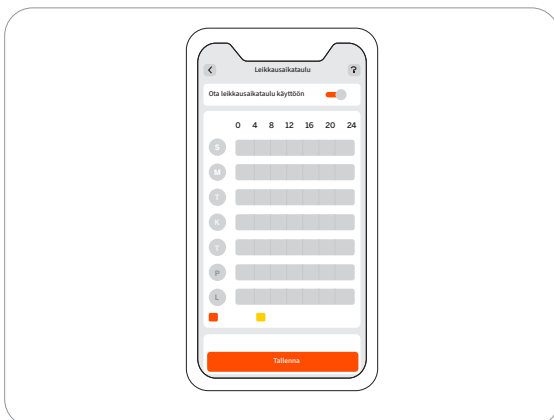 Leikkausaikataulu ?
Ota leikkausaikataulu käyttöön
0 4 8 12 16 20 24
S
M
T
K
T
P
L
Tallenna